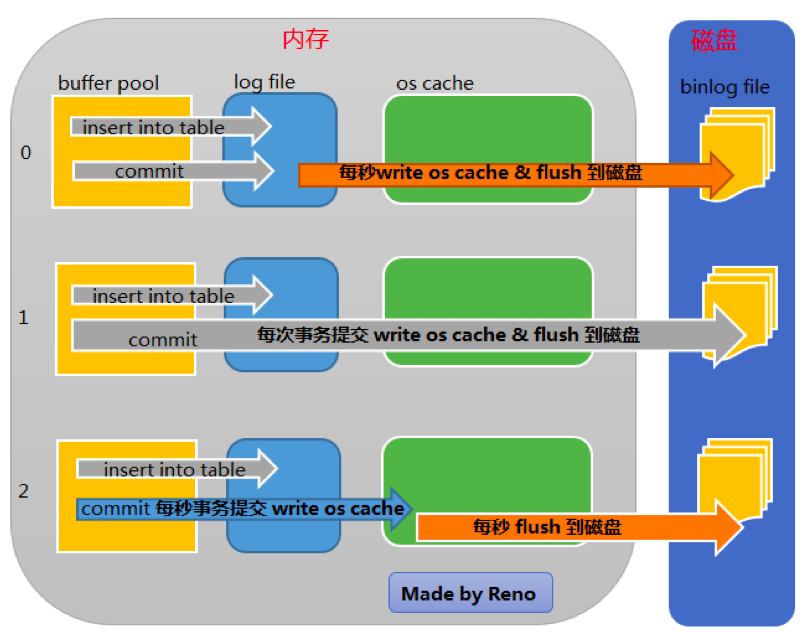 内存
磁盘
buffer pool
log file
os cache
binlog file
0
insert into table
commit
每秒write os cache & flush 到磁盘
1
insert into table
commit
每次事务提交 write os cache & flush 到磁盘
2
insert into table
commit 每秒事务提交 write os cache
每秒 flush 到磁盘
Made by Reno